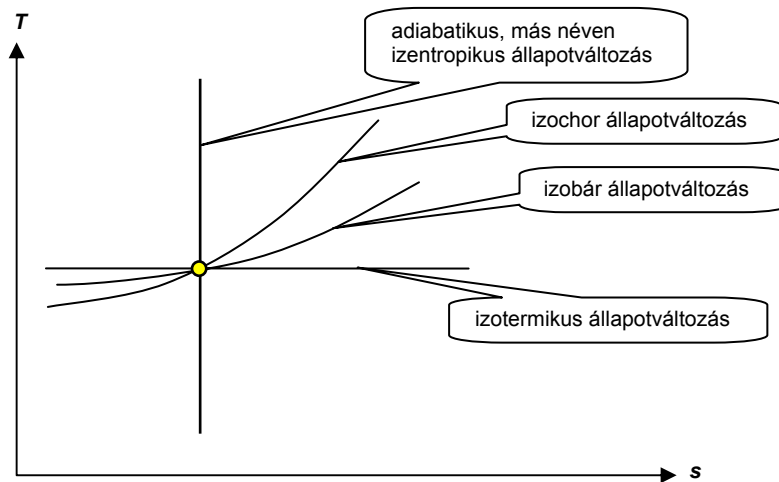 T
adiabatikus, más néven
izentropikus állapotváltozás
izochor állapotváltozás
izobár állapotváltozás
izotermikus állapotváltozás
s